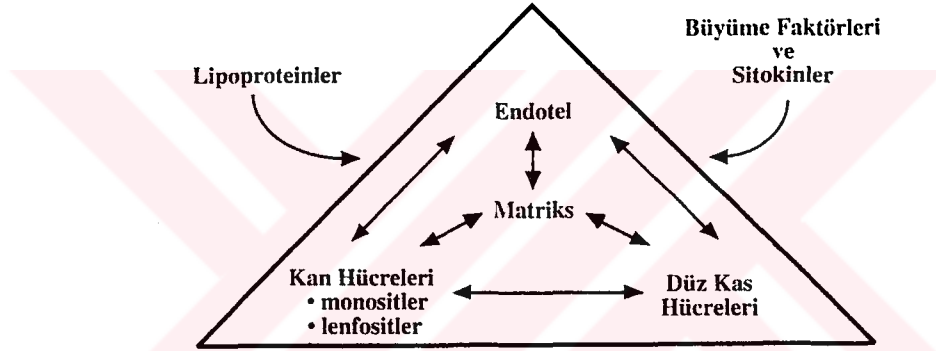 Büyüme Faktörleri
ve
Sitokinler
Lipoproteinler
Endotel
Matriks
Kan Hücreleri
• monositler
• lenfositler
Düz Kas
Hücreleri